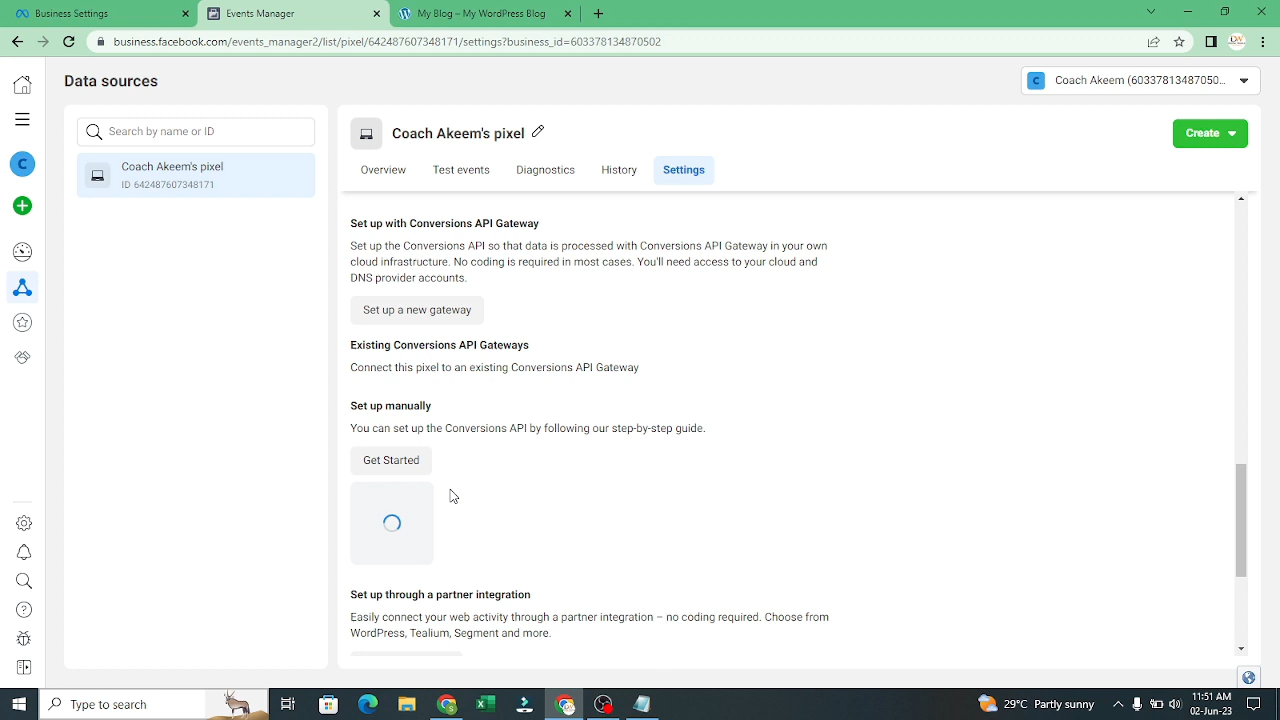 Business Settings
Events Manager
My Blog – My WordPress Blog
business.facebook.com/events_manager2/list/pixel/642487607348171/settings?business_id=603378134870502
Data sources
C
Coach Akeem (60337813487050...
Search by name or ID
Coach Akeem's pixel
Create
C
Coach Akeem's pixel
ID 642487607348171
Overview
Test events
Diagnostics
History
Settings
Set up with Conversions API Gateway
Set up the Conversions API so that data is processed with Conversions API Gateway in your own
cloud infrastructure. No coding is required in most cases. You'll need access to your cloud and
DNS provider accounts.
Set up a new gateway
Existing Conversions API Gateways
Connect this pixel to an existing Conversions API Gateway
Set up manually
You can set up the Conversions API by following our step-by-step guide.
Get Started
Set up through a partner integration
Easily connect your web activity through a partner integration – no coding required. Choose from
WordPress, Tealium, Segment and more.
Type to search
29°C Partly sunny
11:51 AM
02-Jun-23